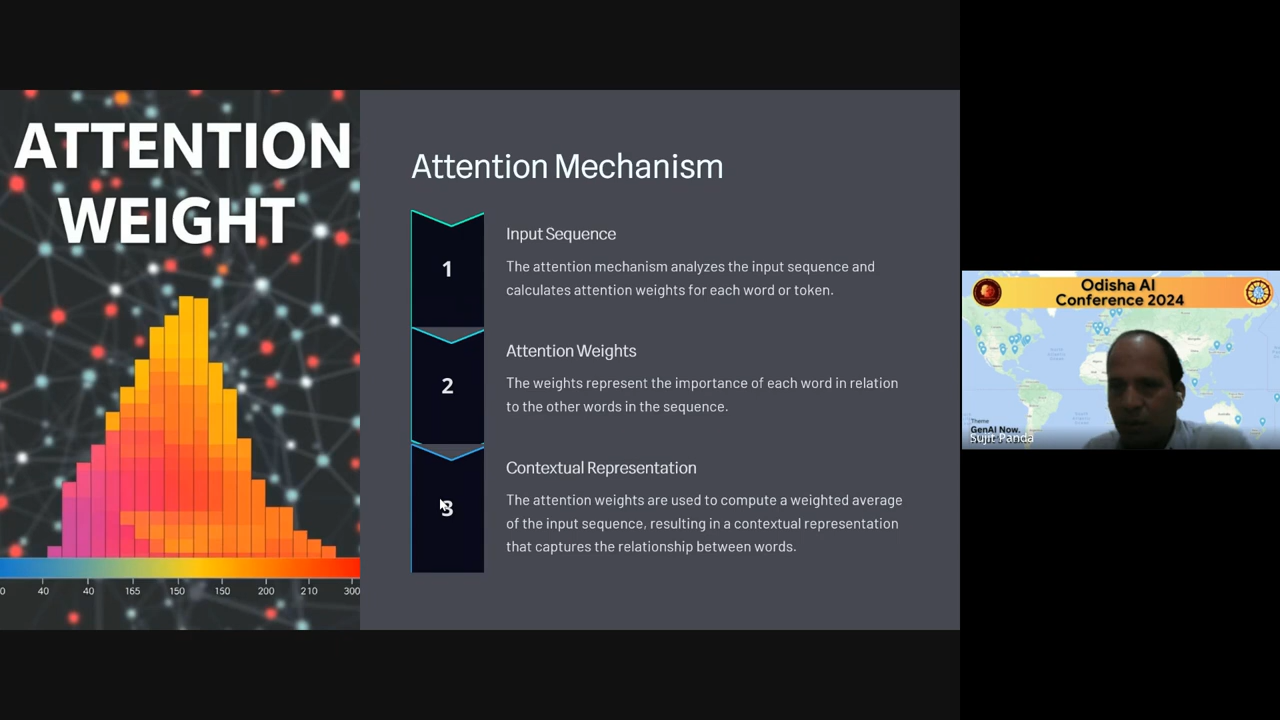 ATTENTION
WEIGHT
0 40 40 165 150 150 200 210 300
Attention Mechanism
1
Input Sequence
The attention mechanism analyzes the input sequence and
calculates attention weights for each word or token.
2
Attention Weights
The weights represent the importance of each word in relation
to the other words in the sequence.
3
Contextual Representation
The attention weights are used to compute a weighted average
of the input sequence, resulting in a contextual representation
that captures the relationship between words.
Odisha AI
Conference 2024
Theme
GenAI Now.
Sujit Panda